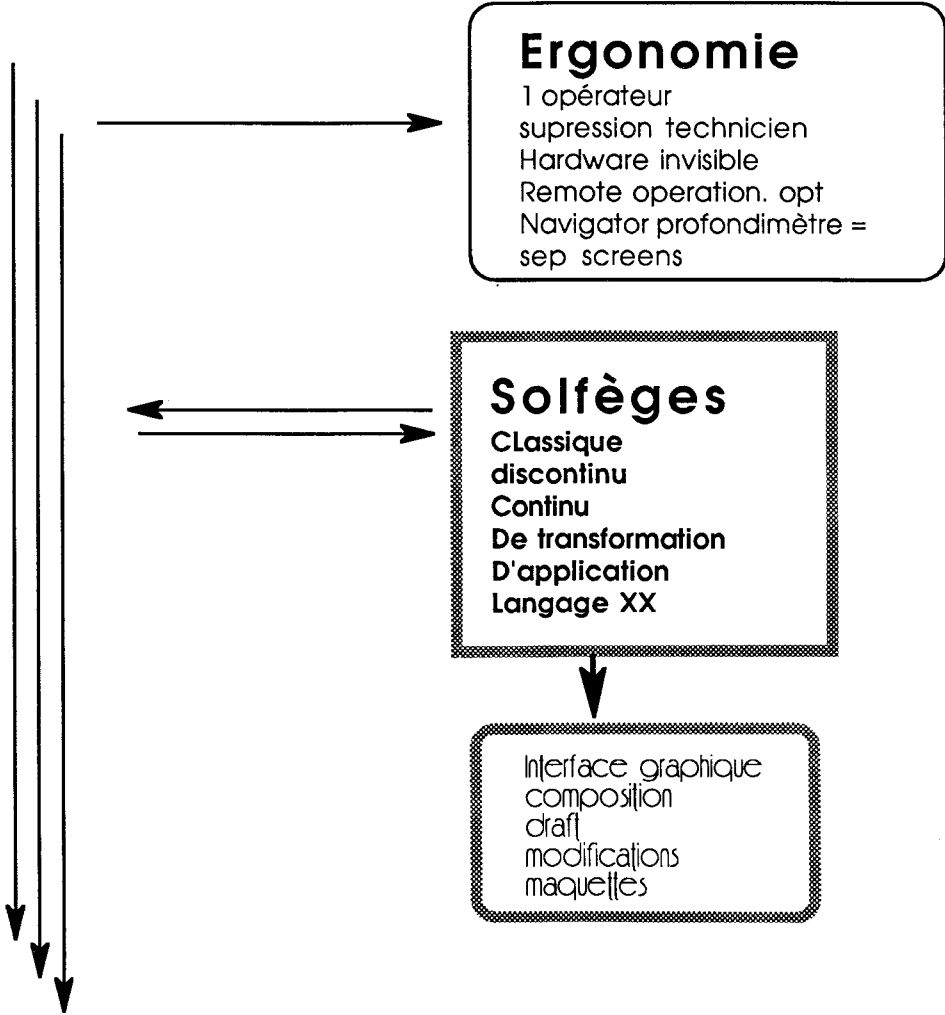 Ergonomie
1 opérateur
supression technicien
Hardware invisible
Remote operation. opt
Navigator profondimètre =
sep screens
Solfèges
CLassique
discontinu
Continu
De transformation
D'application
Langage XX
Interface graphique
composition
draft
modifications
maquettes